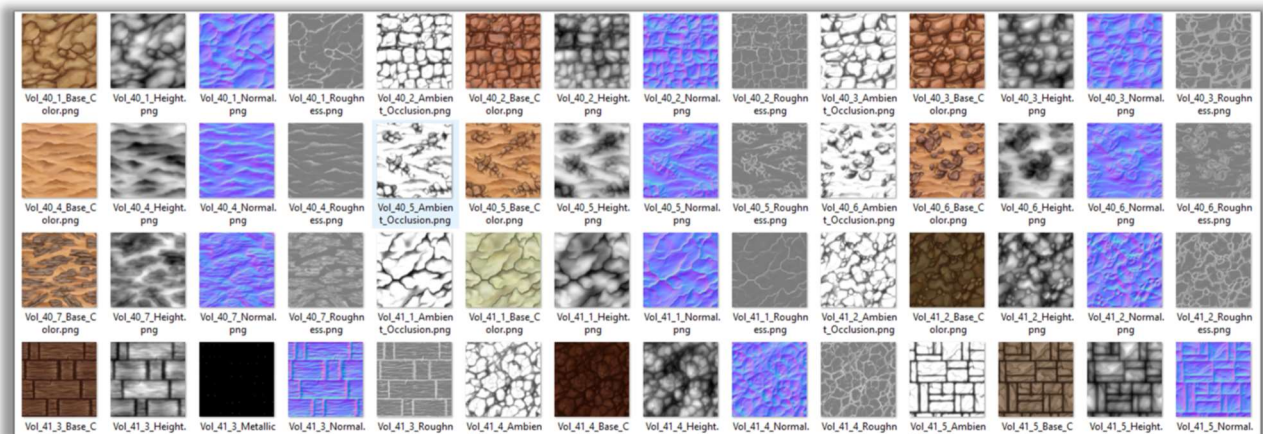 Vol_40_1_Base_C
olor.png
Vol_40_1_Height.
png
Vol_40_1_Normal.
png
Vol_40_1_Roughn
ess.png
Vol_40_2_Ambien
t_Occlusion.png
Vol_40_2_Base_C
olor.png
Vol_40_2_Height.
png
Vol_40_2_Normal.
png
Vol_40_2_Roughn
ess.png
Vol_40_3_Ambien
t_Occlusion.png
Vol_40_3_Base_C
olor.png
Vol_40_3_Height.
png
Vol_40_3_Normal.
png
Vol_40_3_Roughn
ess.png
Vol_40_4_Base_C
olor.png
Vol_40_4_Height.
png
Vol_40_4_Normal.
png
Vol_40_4_Roughn
ess.png
Vol_40_5_Ambien
t_Occlusion.png
Vol_40_5_Base_C
olor.png
Vol_40_5_Height.
png
Vol_40_5_Normal.
png
Vol_40_5_Roughn
ess.png
Vol_40_6_Ambien
t_Occlusion.png
Vol_40_6_Base_C
olor.png
Vol_40_6_Height.
png
Vol_40_6_Normal.
png
Vol_40_6_Roughn
ess.png
Vol_40_7_Base_C
olor.png
Vol_40_7_Height.
png
Vol_40_7_Normal.
png
Vol_40_7_Roughn
ess.png
Vol_41_1_Ambien
t_Occlusion.png
Vol_41_1_Base_C
olor.png
Vol_41_1_Height.
png
Vol_41_1_Normal.
png
Vol_41_1_Roughn
ess.png
Vol_41_2_Ambien
t_Occlusion.png
Vol_41_2_Base_C
olor.png
Vol_41_2_Height.
png
Vol_41_2_Normal.
png
Vol_41_2_Roughn
ess.png
Vol_41_3_Base_C
Vol_41_3_Height.
Vol_41_3_Metallic
Vol_41_3_Normal.
Vol_41_3_Roughn
Vol_41_4_Ambien
Vol_41_4_Base_C
Vol_41_4_Height.
Vol_41_4_Normal.
Vol_41_4_Roughn
Vol_41_5_Ambien
Vol_41_5_Base_C
Vol_41_5_Height.
Vol_41_5_Normal.